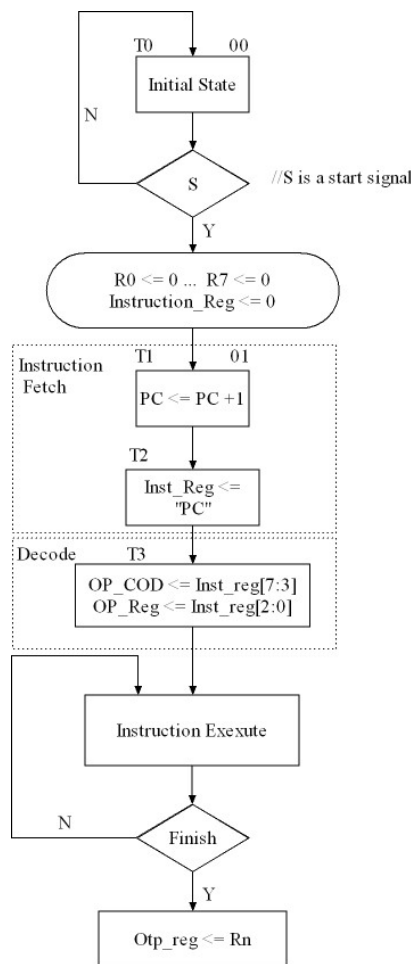 T0 00
Initial State
N
S
//S is a start signal
Y
R0 <= 0 ... R7 <= 0
Instruction_Reg <= 0
T1 01
Instruction
Fetch
PC <= PC +1
T2
Inst_Reg <=
"PC"
Decode
T3
OP_COD <= Inst_reg[7:3]
OP_Reg <= Inst_reg[2:0]
Instruction Exexute
N
Finish
Y
Otp_reg <= Rn